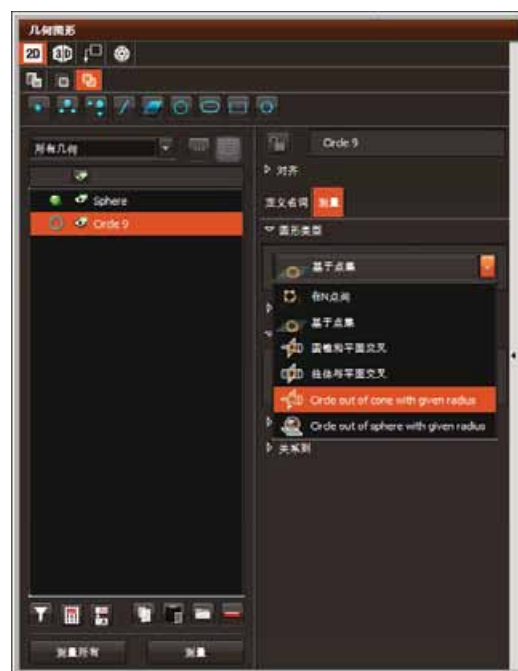 几何图形
2D
3D
所有几何
Sphere
Circle 9
测量所有
测量
Circle 9
对齐
定义名词
测量
圆形类型
基于点集
在N点间
基于点集
圆锥和平面交叉
柱体与平面交叉
Circle out of cone with given radius
Circle out of sphere with given radius
关系到